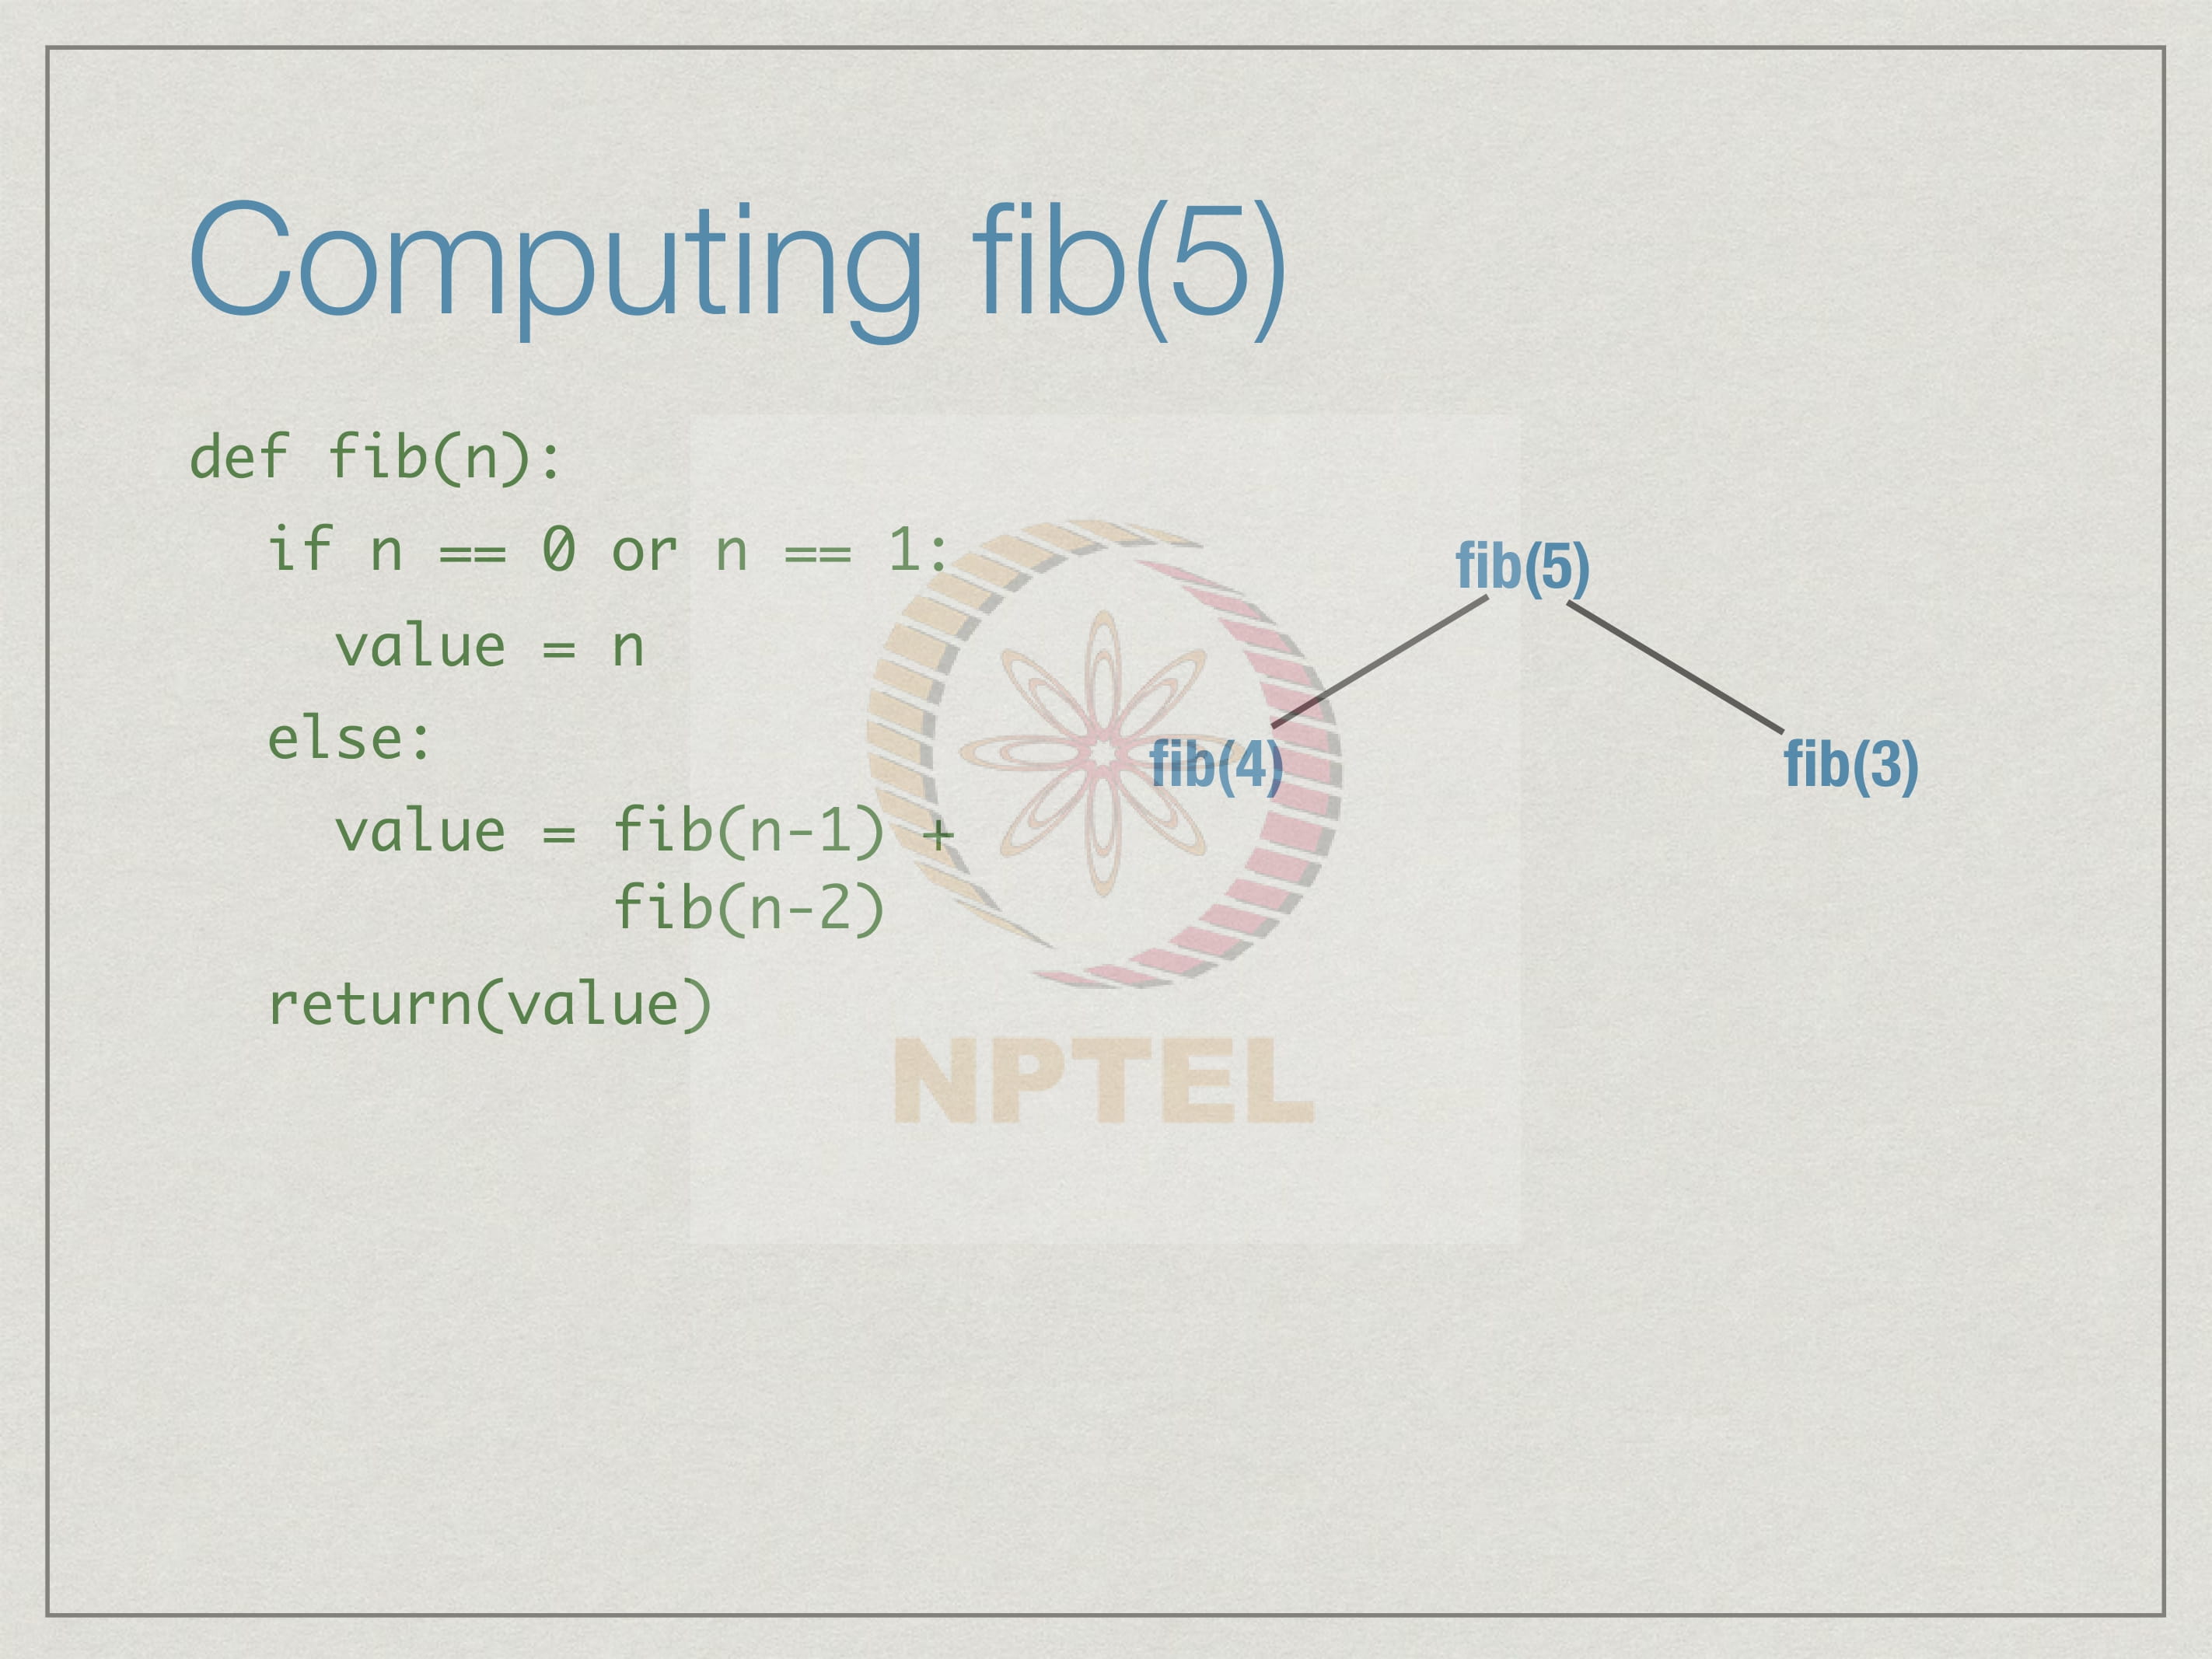 Computing fib(5)
def fib(n):
if n == 0 or n == 1:
value = n
else:
value = fib(n-1) +
fib(n-2)
return(value)
fib(5)
fib(4)
fib(3)
NPTEL